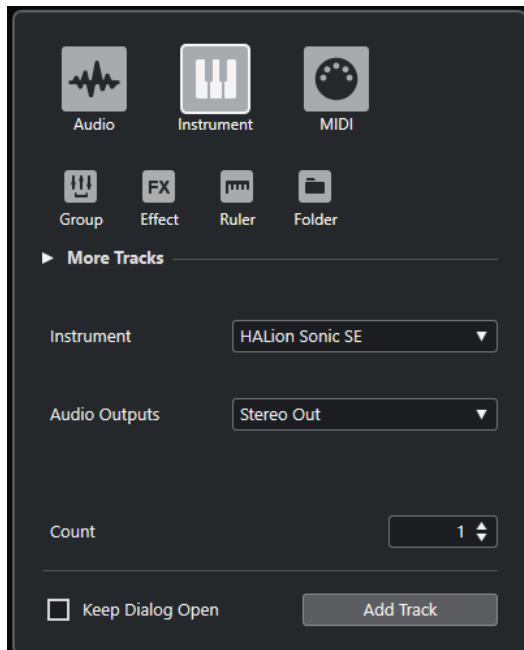 Audio Instrument MIDI
FX
Group Effect Ruler Folder
More Tracks
Instrument HALion Sonic SE
Audio Outputs Stereo Out
Count 1
Keep Dialog Open Add Track